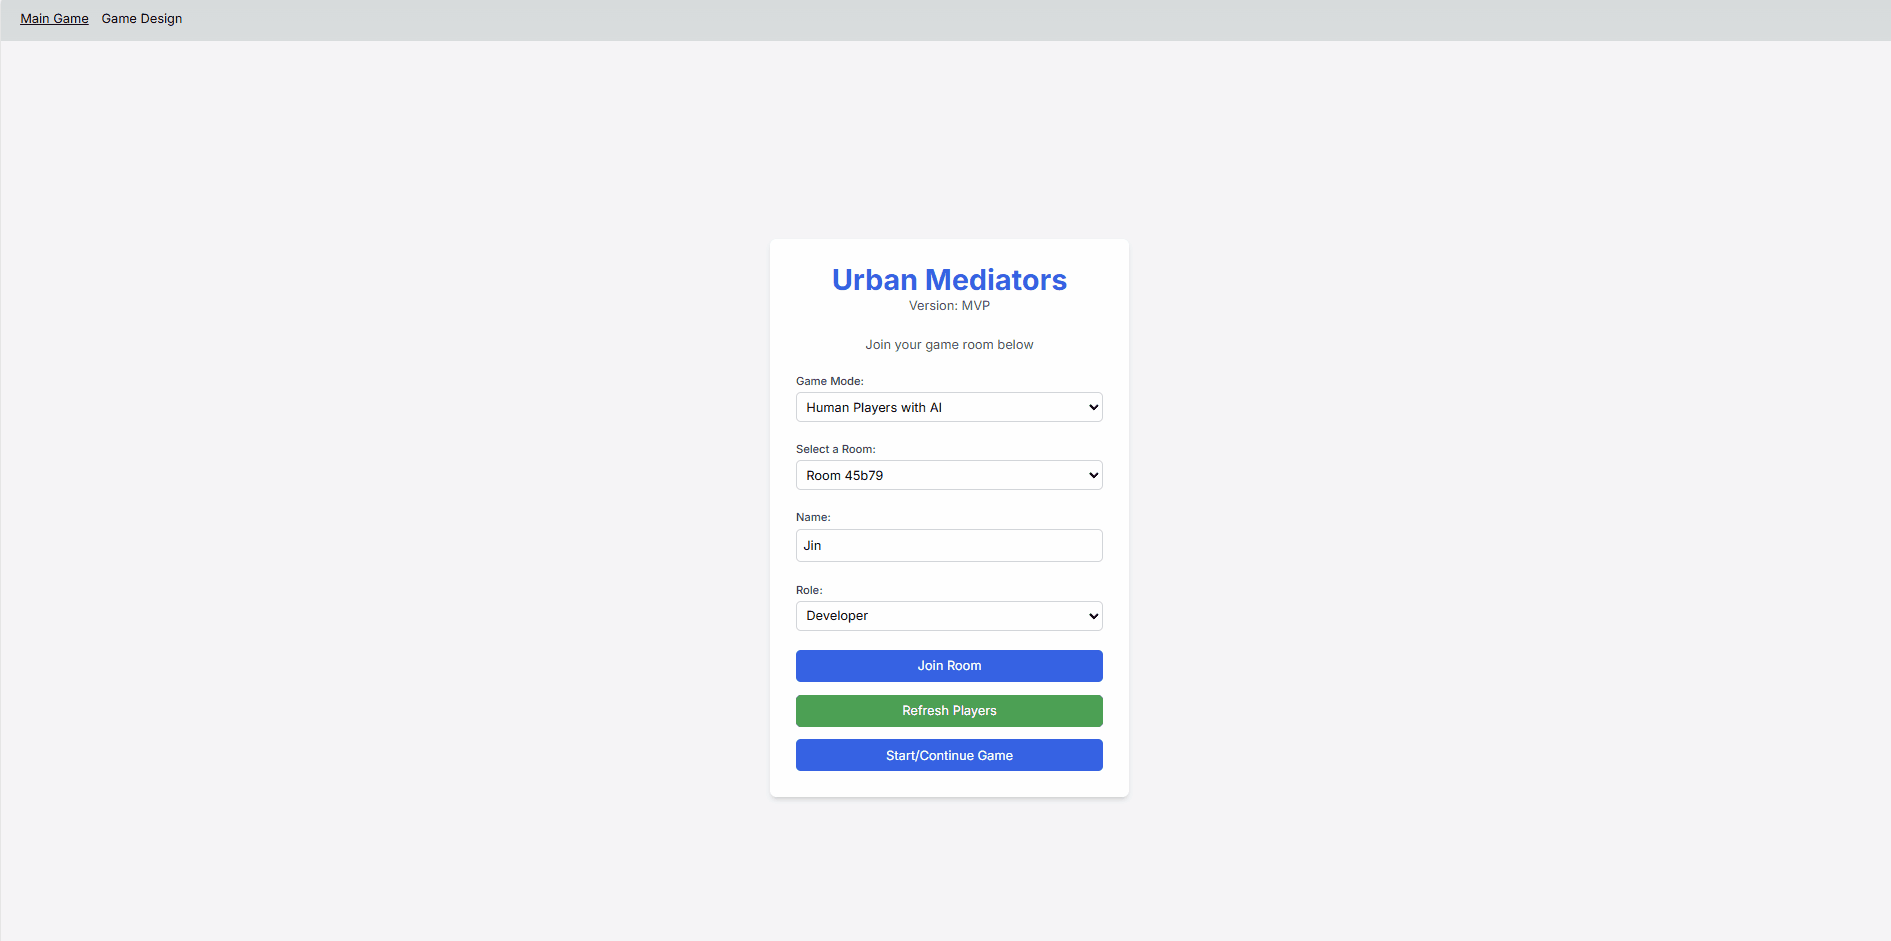 Main Game Game Design
Urban Mediators
Version: MVP
Join your game room below
Game Mode:
Human Players with AI
Select a Room:
Room 45b79
Name:
Jin
Role:
Developer
Join Room
Refresh Players
Start/Continue Game